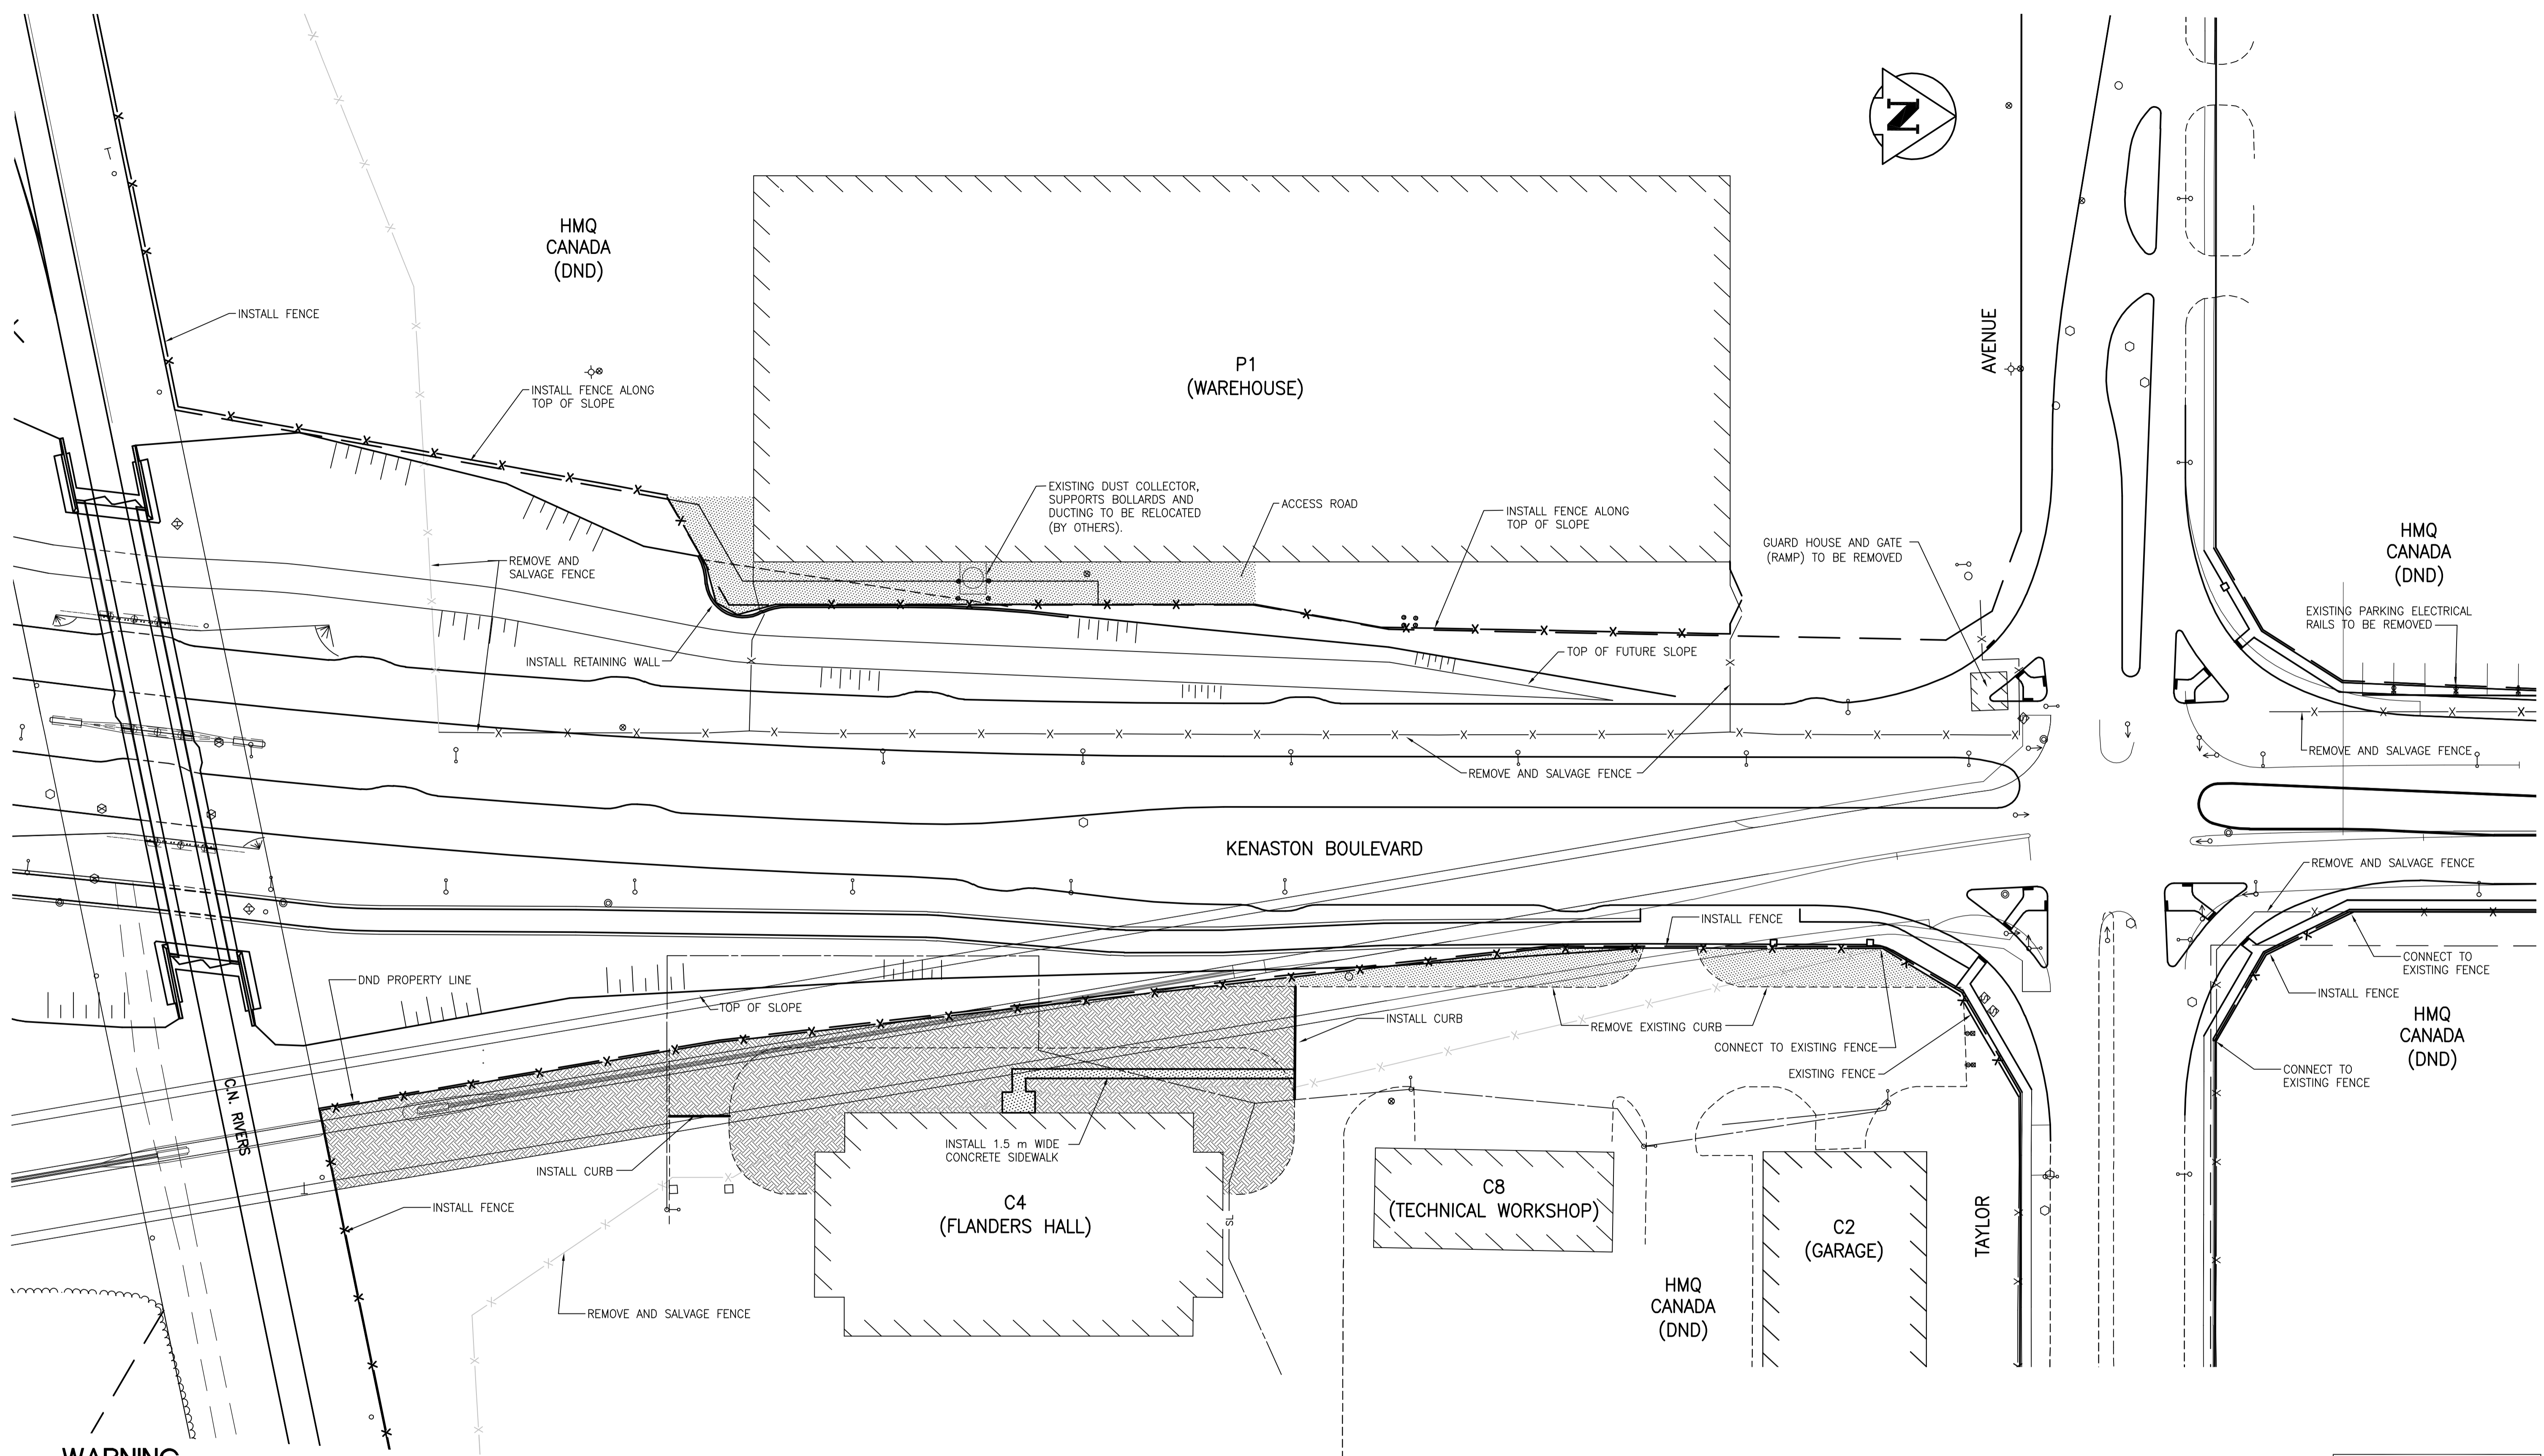 N
HMQ
CANADA
(DND)
INSTALL FENCE
INSTALL FENCE ALONG
TOP OF SLOPE
P1
(WAREHOUSE)
AVENUE
EXISTING DUST COLLECTOR,
SUPPORTS BOLLARDS AND
DUCTING TO BE RELOCATED
(BY OTHERS).
ACCESS ROAD
INSTALL FENCE ALONG
TOP OF SLOPE
GUARD HOUSE AND GATE
(RAMP) TO BE REMOVED
HMQ
CANADA
(DND)
REMOVE AND
SALVAGE FENCE
EXISTING PARKING ELECTRICAL
RAILS TO BE REMOVED
INSTALL RETAINING WALL
TOP OF FUTURE SLOPE
REMOVE AND SALVAGE FENCE
REMOVE AND SALVAGE FENCE
KENASTON BOULEVARD
REMOVE AND SALVAGE FENCE
INSTALL FENCE
CONNECT TO
EXISTING FENCE
DND PROPERTY LINE
TOP OF SLOPE
INSTALL FENCE
INSTALL CURB
REMOVE EXISTING CURB
HMQ
CANADA
(DND)
CONNECT TO EXISTING FENCE
EXISTING FENCE
CONNECT TO
EXISTING FENCE
C.N. RIVERS
INSTALL 1.5 m WIDE
CONCRETE SIDEWALK
INSTALL CURB
C4
(FLANDERS HALL)
SL
C8
(TECHNICAL WORKSHOP)
C2
(GARAGE)
TAYLOR
INSTALL FENCE
HMQ
CANADA
(DND)
REMOVE AND SALVAGE FENCE
WARNING